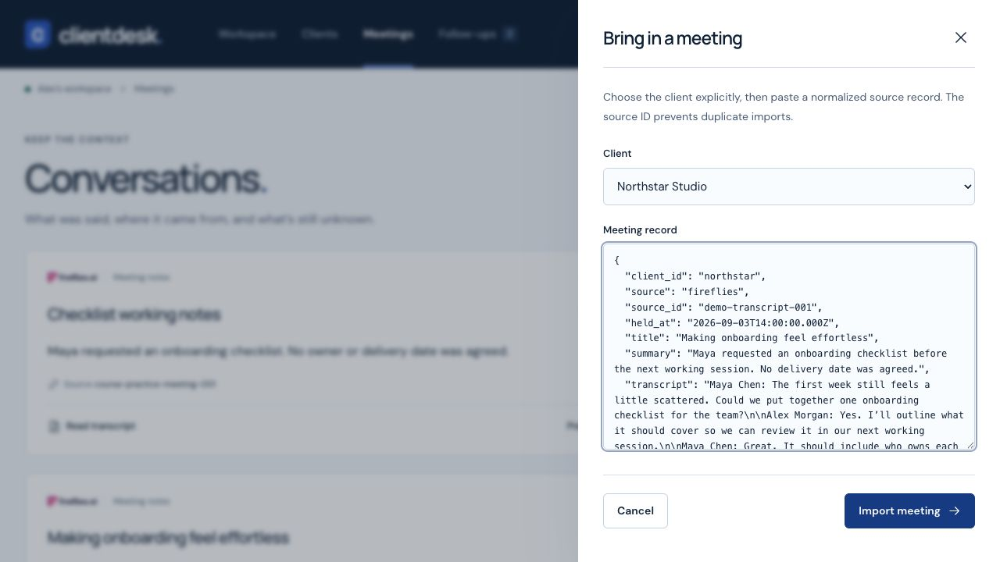 clientdesk.
Workspace
Clients
Meetings
Follow-ups
Alex's workspace
Meetings
KEEP THE CONTEXT
Conversations.
What was said, where it came from, and what's still unknown.
fireflies.ai
Meeting notes
Checklist working notes
Maya requested an onboarding checklist. No owner or delivery date was agreed.
Source course-practice-meeting-001
Read transcript
fireflies.ai
Meeting notes
Making onboarding feel effortless
Bring in a meeting
Choose the client explicitly, then paste a normalized source record. The
source ID prevents duplicate imports.
Client
Northstar Studio
Meeting record
{
"client_id": "northstar",
"source": "fireflies",
"source_id": "demo-transcript-001",
"held_at": "2026-09-03T14:00:00.000Z",
"title": "Making onboarding feel effortless",
"summary": "Maya requested an onboarding checklist before
the next working session. No delivery date was agreed.",
"transcript": "Maya Chen: The first week still feels a
little scattered. Could we put together one onboarding
checklist for the team?\n\nAlex Morgan: Yes. I’ll outline what
it should cover so we can review it in our next working
session.\n\nMaya Chen: Great. It should include who owns each
Cancel
Import meeting